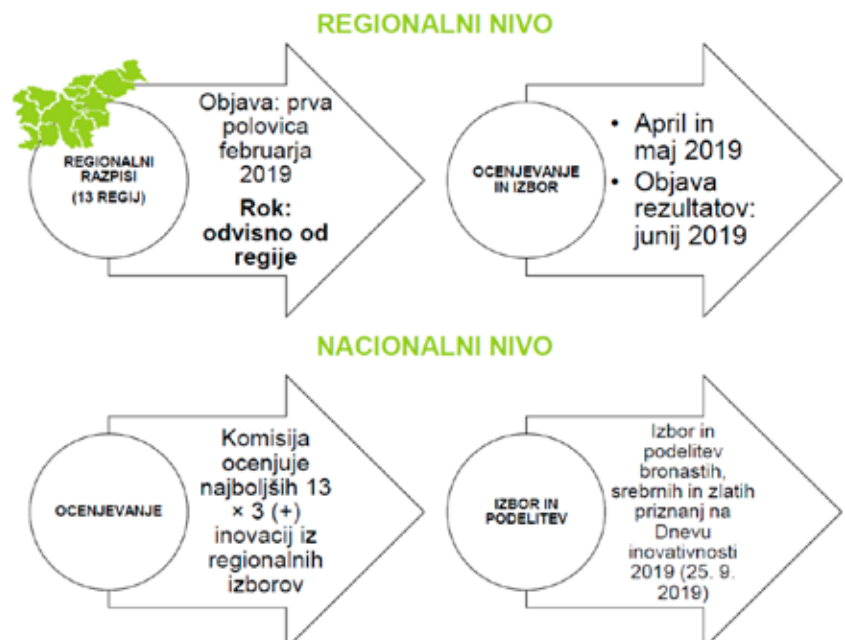 REGIONALNI NIVO
REGIONALNI
RAZPISI
(13 REGIJ)
Objava: prva
polovica
februarja
2019
Rok:
odvisno od
regije
OCENJEVANJE
IN IZBOR
• April in
maj 2019
• Objava
rezultatov:
junij 2019
NACIONALNI NIVO
OCENJEVANJE
Komisija
ocenjuje
najboljših 13
× 3 (+)
inovacij iz
regionalnih
izborov
IZBOR IN
PODELITEV
Izbor in
podelitev
bronastih,
srebrnih in zlatih
priznanj na
Dnevu
inovativnosti
2019 (25. 9.
2019)